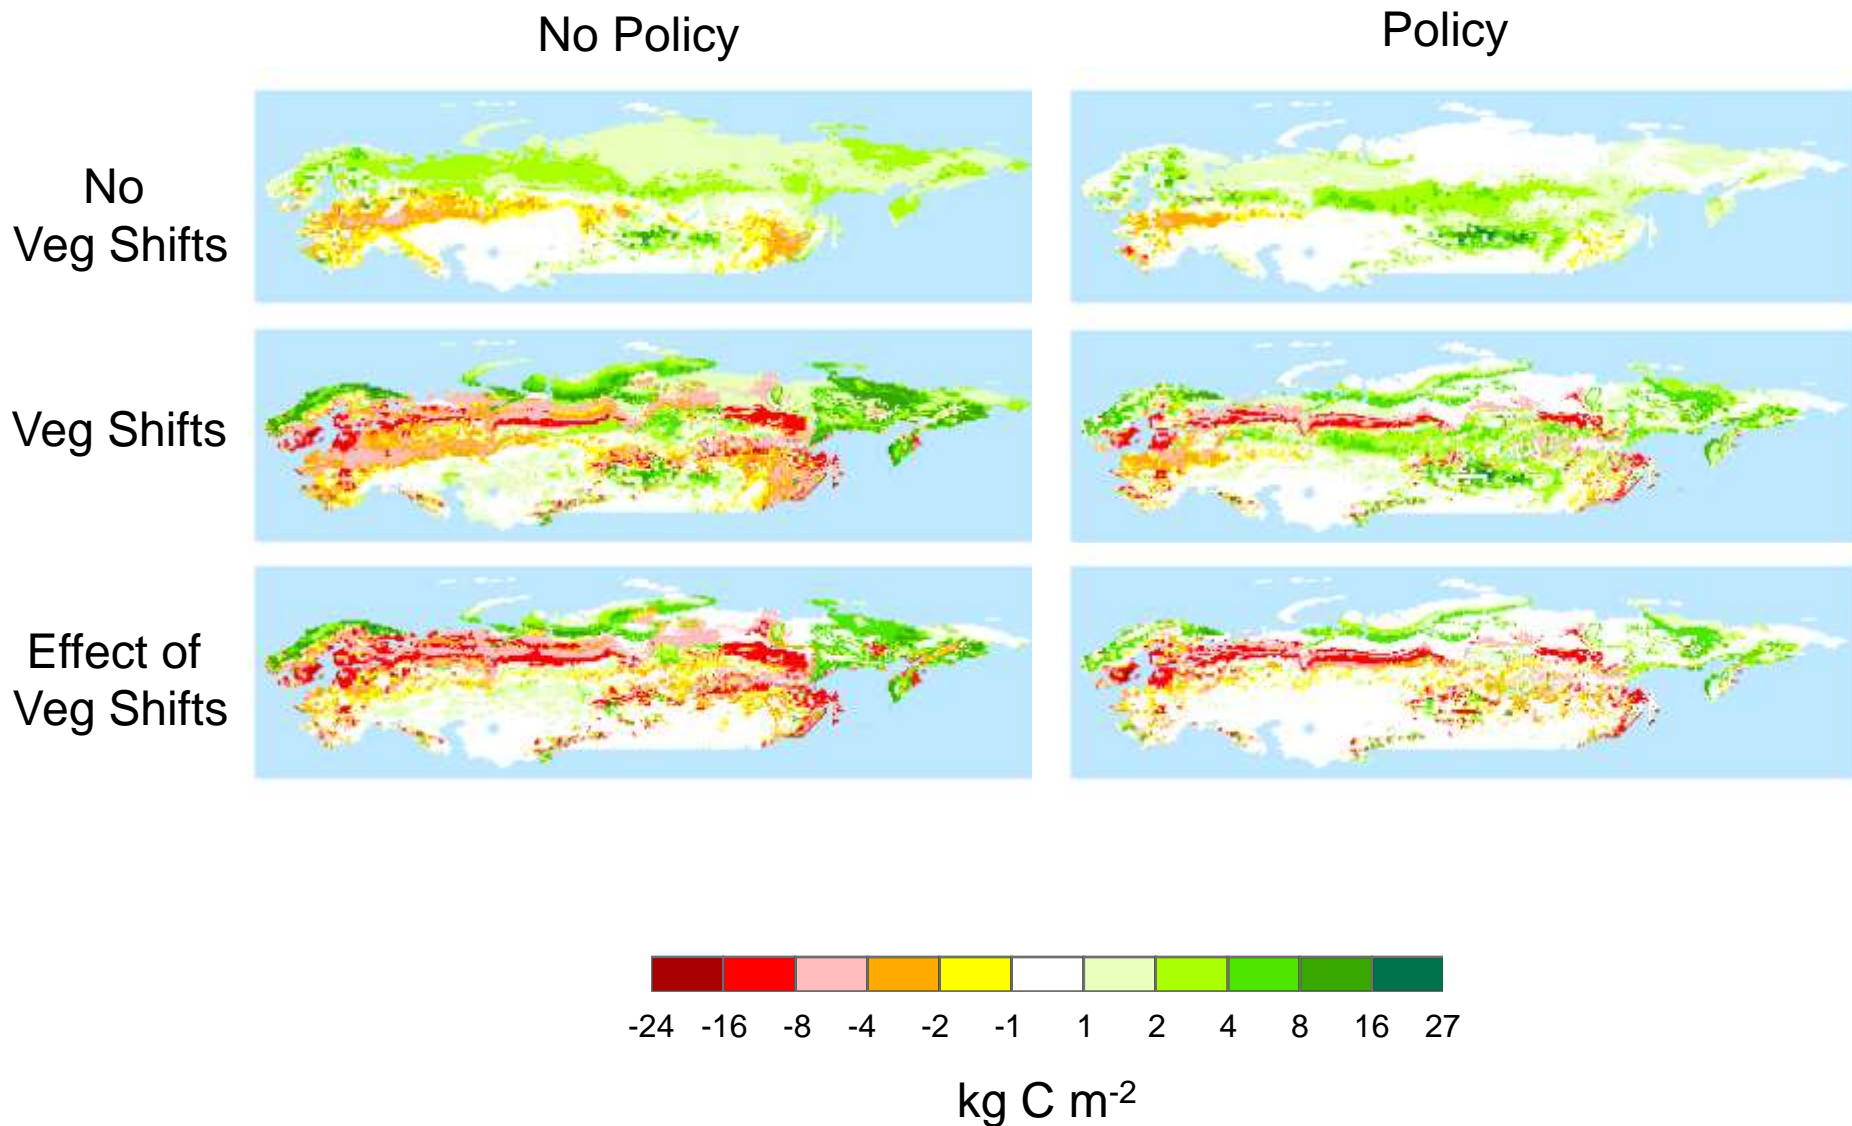 No Policy
Policy
No
Veg Shifts
Veg Shifts
Effect of
Veg Shifts
-24 -16 -8 -4 -2 -1 1 2 4 8 16 27
kg C m-2